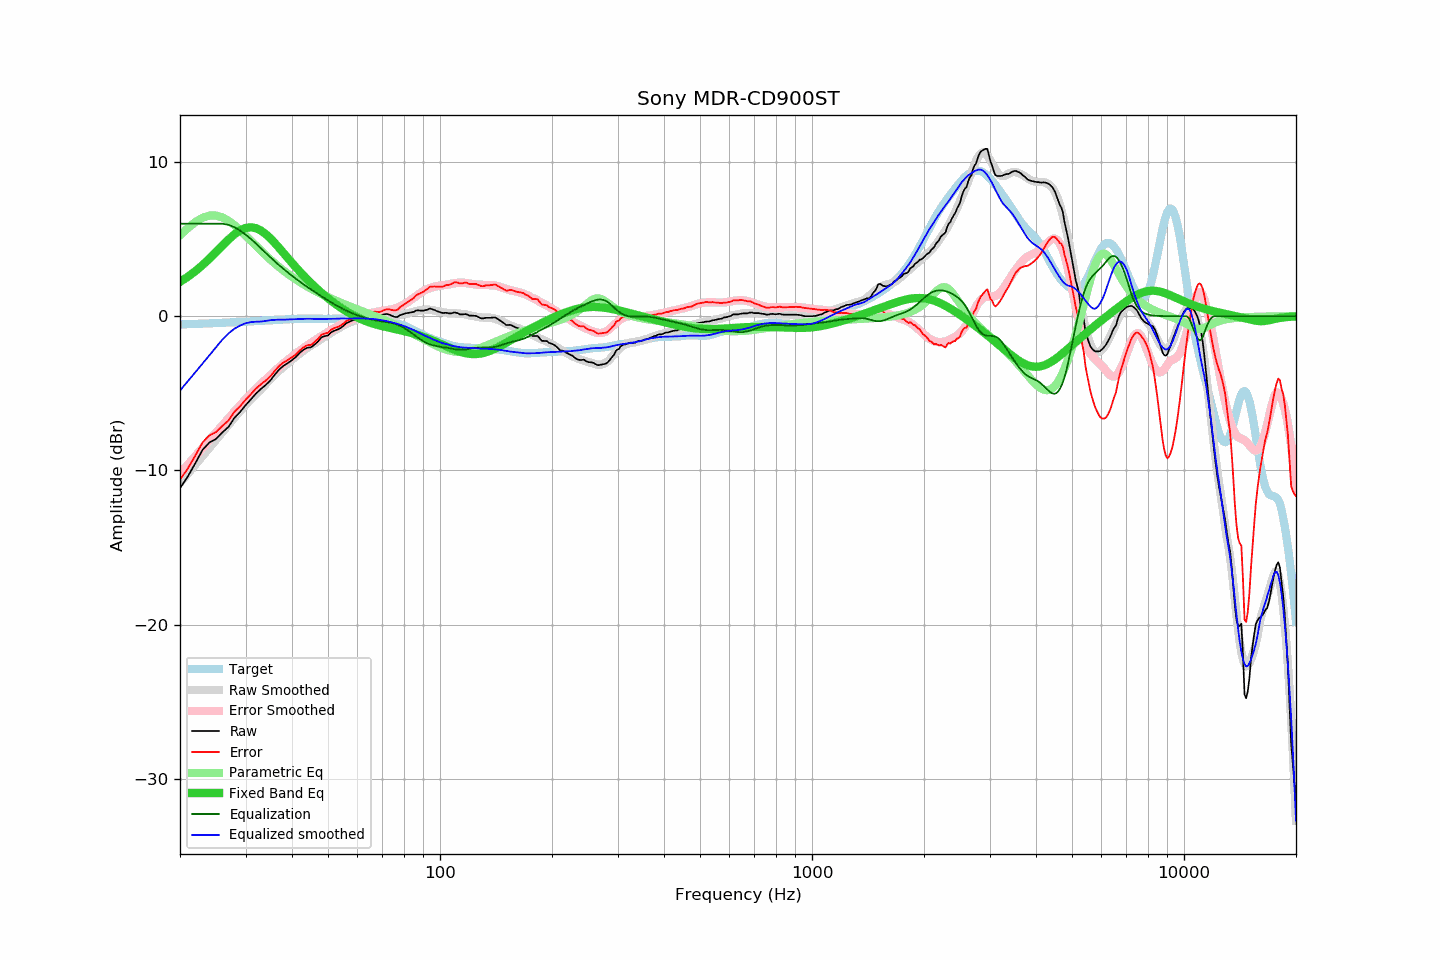 Sony MDR-CD900ST
10
0
−10
−20
−30
Amplitude (dBr)
Target
Raw Smoothed
Error Smoothed
Raw
Error
Parametric Eq
Fixed Band Eq
Equalization
Equalized smoothed
100
1000
10000
Frequency (Hz)